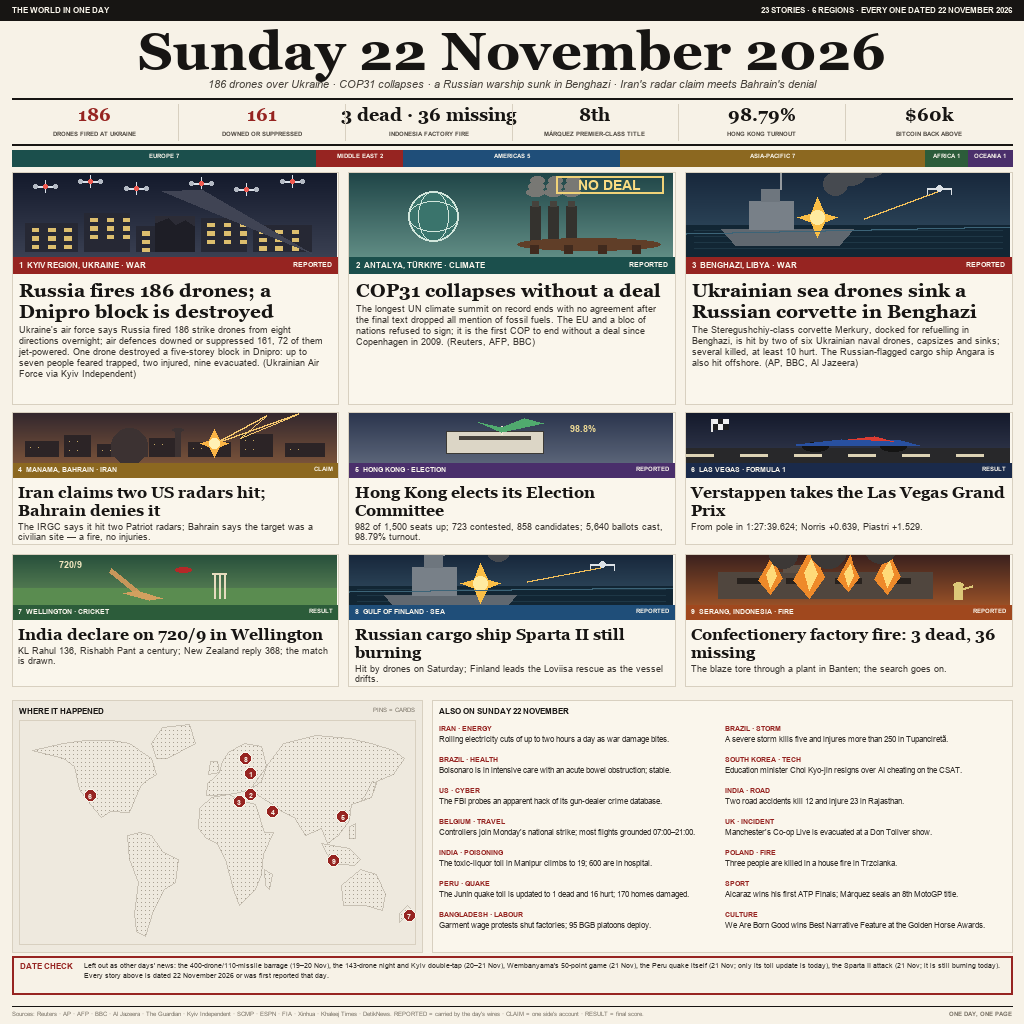 THE WORLD IN ONE DAY
23 STORIES · 6 REGIONS · EVERY ONE DATED 22 NOVEMBER 2026
Sunday 22 November 2026
186 drones over Ukraine · COP31 collapses · a Russian warship sunk in Benghazi · Iran's radar claim meets Bahrain's denial
186
DRONES FIRED AT UKRAINE
161
DOWNED OR SUPPRESSED
3 dead · 36 missing
INDONESIA FACTORY FIRE
8th
MÁRQUEZ PREMIER-CLASS TITLE
98.79%
HONG KONG TURNOUT
$60k
BITCOIN BACK ABOVE
EUROPE 7
MIDDLE EAST 2
AMERICAS 5
ASIA-PACIFIC 7
AFRICA 1
OCEANIA 1
1 KYIV REGION, UKRAINE · WAR
REPORTED
Russia fires 186 drones; a
Dnipro block is destroyed
Ukraine's air force says Russia fired 186 strike drones from eight
directions overnight; air defences downed or suppressed 161, 72 of them
jet-powered. One drone destroyed a five-storey block in Dnipro: up to
seven people feared trapped, two injured, nine evacuated. (Ukrainian Air
Force via Kyiv Independent)
NO DEAL
2 ANTALYA, TÜRKIYE · CLIMATE
REPORTED
COP31 collapses without a deal
The longest UN climate summit on record ends with no agreement after
the final text dropped all mention of fossil fuels. The EU and a bloc of
nations refused to sign; it is the first COP to end without a deal since
Copenhagen in 2009. (Reuters, AFP, BBC)
3 BENGHAZI, LIBYA · WAR
REPORTED
Ukrainian sea drones sink a
Russian corvette in Benghazi
The Steregushchiy-class corvette Merkury, docked for refuelling in
Benghazi, is hit by two of six Ukrainian naval drones, capsizes and sinks;
several killed, at least 10 hurt. The Russian-flagged cargo ship Angara is
also hit offshore. (AP, BBC, Al Jazeera)
4 MANAMA, BAHRAIN · IRAN
CLAIM
Iran claims two US radars hit;
Bahrain denies it
The IRGC says it hit two Patriot radars; Bahrain says the target was a
civilian site — a fire, no injuries.
98.8%
5 HONG KONG · ELECTION
REPORTED
Hong Kong elects its Election
Committee
982 of 1,500 seats up; 723 contested, 858 candidates; 5,640 ballots cast,
98.79% turnout.
6 LAS VEGAS · FORMULA 1
RESULT
Verstappen takes the Las Vegas Grand
Prix
From pole in 1:27:39.624; Norris +0.639, Piastri +1.529.
720/9
7 WELLINGTON · CRICKET
RESULT
India declare on 720/9 in Wellington
KL Rahul 136, Rishabh Pant a century; New Zealand reply 368; the match
is drawn.
8 GULF OF FINLAND · SEA
REPORTED
Russian cargo ship Sparta II still
burning
Hit by drones on Saturday; Finland leads the Loviisa rescue as the vessel
drifts.
9 SERANG, INDONESIA · FIRE
REPORTED
Confectionery factory fire: 3 dead, 36
missing
The blaze tore through a plant in Banten; the search goes on.
WHERE IT HAPPENED
PINS = CARDS
8
1
6
3
2
4
5
9
7
ALSO ON SUNDAY 22 NOVEMBER
IRAN · ENERGY
Rolling electricity cuts of up to two hours a day as war damage bites.
BRAZIL · HEALTH
Bolsonaro is in intensive care with an acute bowel obstruction; stable.
US · CYBER
The FBI probes an apparent hack of its gun-dealer crime database.
BELGIUM · TRAVEL
Controllers join Monday's national strike; most flights grounded 07:00–21:00.
INDIA · POISONING
The toxic-liquor toll in Manipur climbs to 19; 600 are in hospital.
PERU · QUAKE
The Junin quake toll is updated to 1 dead and 16 hurt; 170 homes damaged.
BANGLADESH · LABOUR
Garment wage protests shut factories; 95 BGB platoons deploy.
BRAZIL · STORM
A severe storm kills five and injures more than 250 in Tupanciretã.
SOUTH KOREA · TECH
Education minister Choi Kyo-jin resigns over AI cheating on the CSAT.
INDIA · ROAD
Two road accidents kill 12 and injure 23 in Rajasthan.
UK · INCIDENT
Manchester's Co-op Live is evacuated at a Don Toliver show.
POLAND · FIRE
Three people are killed in a house fire in Trzcianka.
SPORT
Alcaraz wins his first ATP Finals; Márquez seals an 8th MotoGP title.
CULTURE
We Are Born Good wins Best Narrative Feature at the Golden Horse Awards.
DATE CHECK
Left out as other days' news: the 400-drone/110-missile barrage (19–20 Nov), the 143-drone night and Kyiv double-tap (20–21 Nov), Wembanyama's 50-point game (21 Nov), the Peru quake itself (21 Nov; only its toll update is today), the Sparta II attack (21 Nov; it is still burning today).
Every story above is dated 22 November 2026 or was first reported that day.
Sources: Reuters · AP · AFP · BBC · Al Jazeera · The Guardian · Kyiv Independent · SCMP · ESPN · FIA · Xinhua · Khaleej Times · DetikNews. REPORTED = carried by the day's wires · CLAIM = one side's account · RESULT = final score.
ONE DAY, ONE PAGE